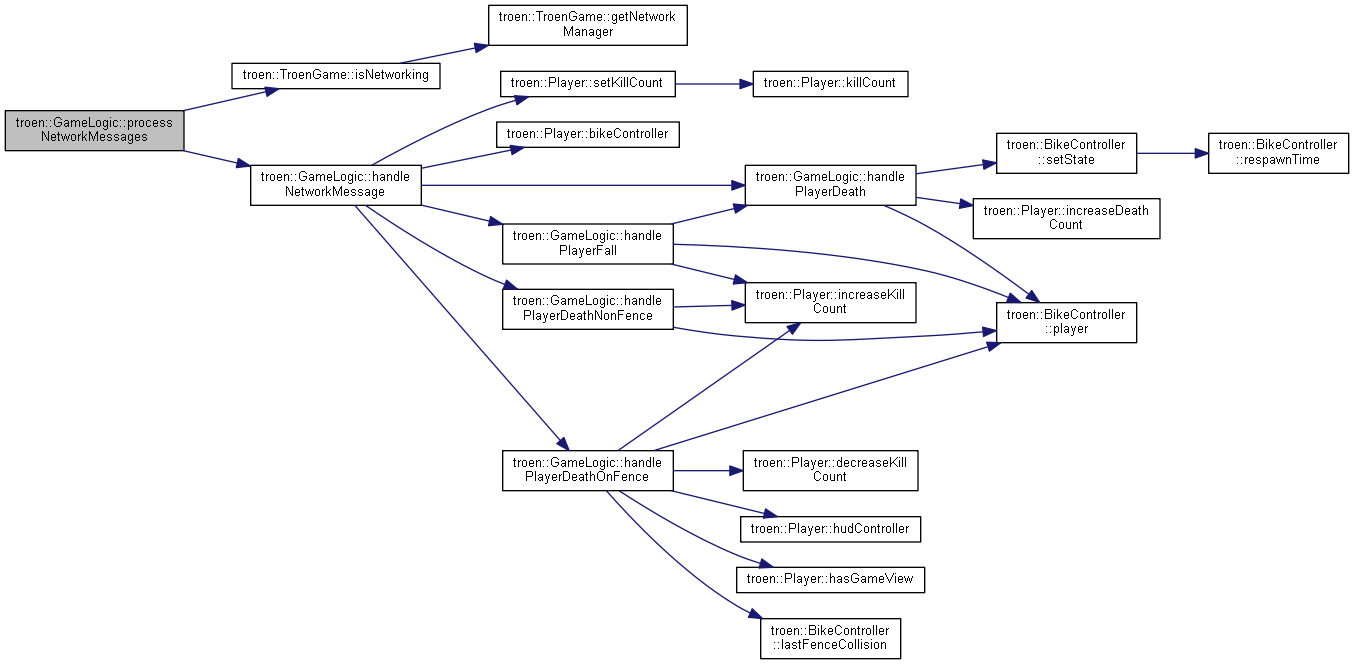 troen::TroenGame::getNetwork
Manager
troen::TroenGame::isNetworking
troen::Player::setKillCount
troen::Player::killCount
troen::GameLogic::process
NetworkMessages
troen::Player::bikeController
troen::BikeController
::setState
troen::BikeController
::respawnTime
troen::GameLogic::handle
NetworkMessage
troen::GameLogic::handle
PlayerDeath
troen::Player::increaseDeath
Count
troen::GameLogic::handle
PlayerFall
troen::GameLogic::handle
PlayerDeathNonFence
troen::Player::increaseKill
Count
troen::BikeController
::player
troen::GameLogic::handle
PlayerDeathOnFence
troen::Player::decreaseKill
Count
troen::Player::hudController
troen::Player::hasGameView
troen::BikeController
::lastFenceCollision